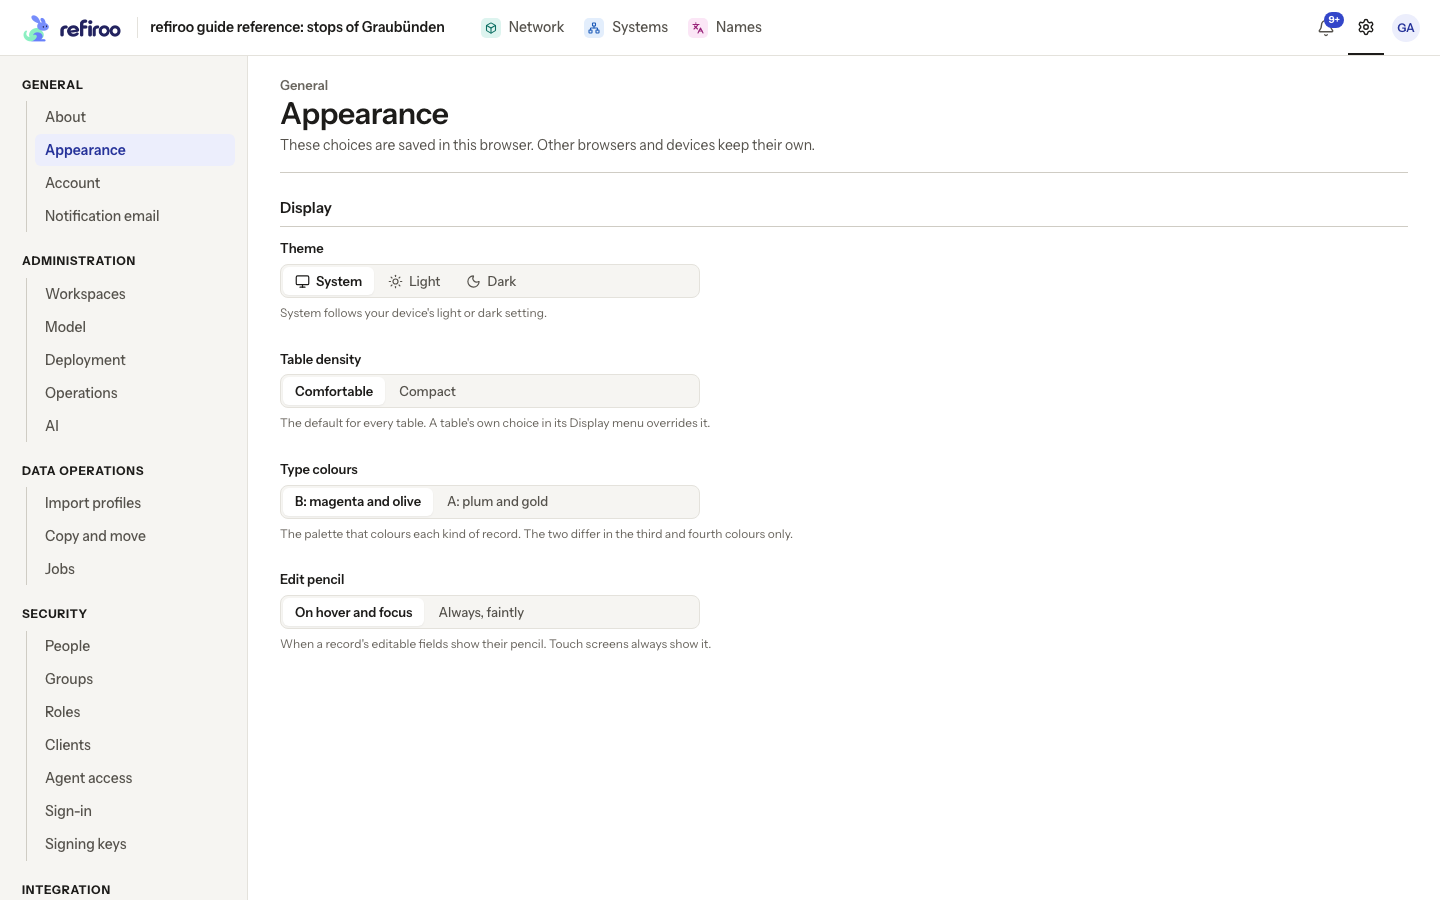 refiroo
refiroo guide reference: stops of Graubünden
Network
Systems
Names
9+
GA
GENERAL
About
Appearance
Account
Notification email
ADMINISTRATION
Workspaces
Model
Deployment
Operations
AI
DATA OPERATIONS
Import profiles
Copy and move
Jobs
SECURITY
People
Groups
Roles
Clients
Agent access
Sign-in
Signing keys
INTEGRATION
General
Appearance
These choices are saved in this browser. Other browsers and devices keep their own.
Display
Theme
System
Light
Dark
System follows your device's light or dark setting.
Table density
Comfortable
Compact
The default for every table. A table's own choice in its Display menu overrides it.
Type colours
B: magenta and olive
A: plum and gold
The palette that colours each kind of record. The two differ in the third and fourth colours only.
Edit pencil
On hover and focus
Always, faintly
When a record's editable fields show their pencil. Touch screens always show it.